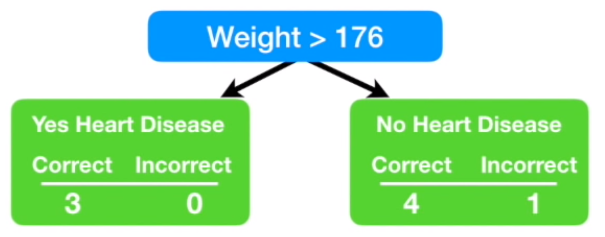 Weight > 176
Yes Heart Disease
No Heart Disease
Correct Incorrect
Correct Incorrect
3 0
4 1